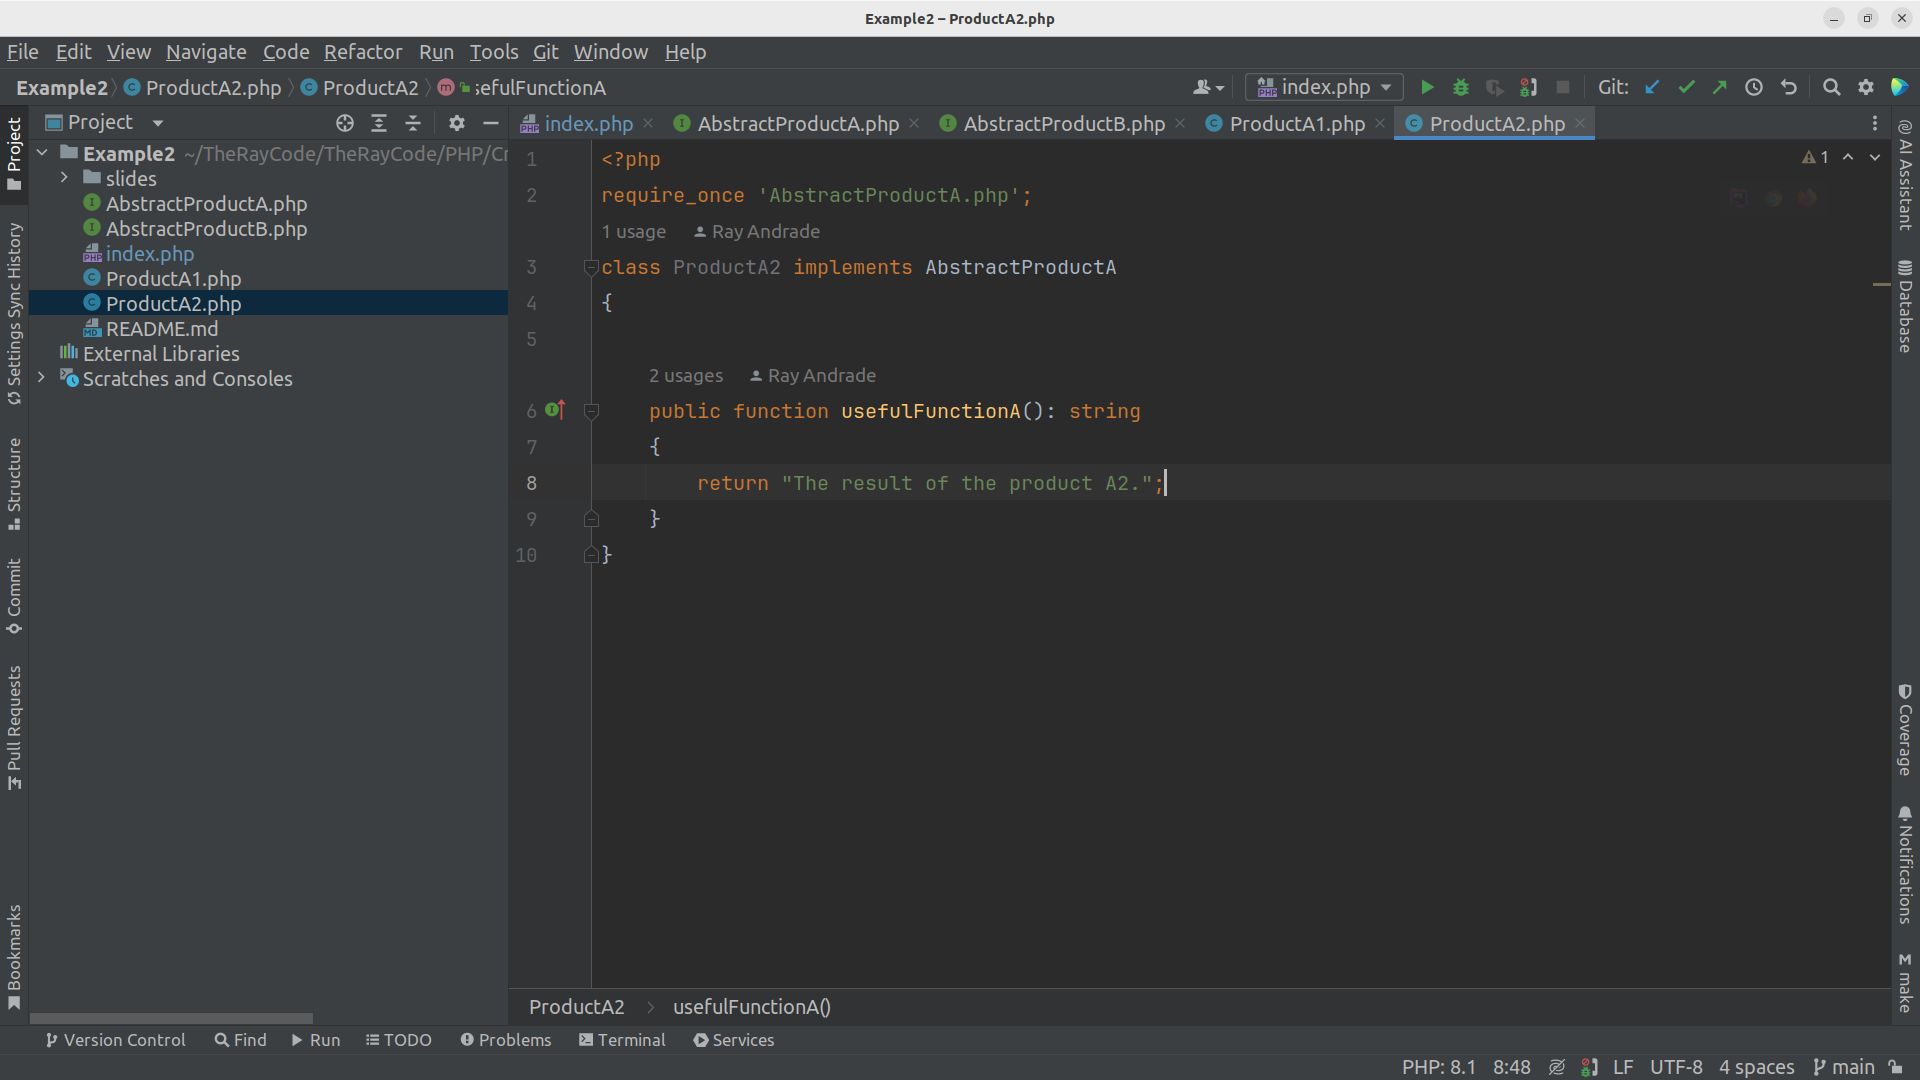 Example2 – ProductA2.php
File Edit View Navigate Code Refactor Run Tools Git Window Help
Example2 ProductA2.php ProductA2 m sefulFunctionA index.php Git:
Project
index.php AbstractProductA.php AbstractProductB.php ProductA1.php ProductA2.php
Example2 ~/TheRayCode/TheRayCode/PHP/Cr
slides
AbstractProductA.php
AbstractProductB.php
index.php
ProductA1.php
ProductA2.php
README.md
External Libraries
Scratches and Consoles
1 <?php
2 require_once 'AbstractProductA.php';
1 usage Ray Andrade
3 class ProductA2 implements AbstractProductA
4 {
5
2 usages Ray Andrade
6 public function usefulFunctionA(): string
7 {
8 return "The result of the product A2.";
9 }
10 }
1
Project
Settings Sync History
Structure
Commit
Pull Requests
Bookmarks
AI Assistant
Database
Coverage
Notifications
M make
ProductA2 usefulFunctionA()
Version Control Find Run TODO Problems Terminal Services
PHP: 8.1 8:48 LF UTF-8 4 spaces main